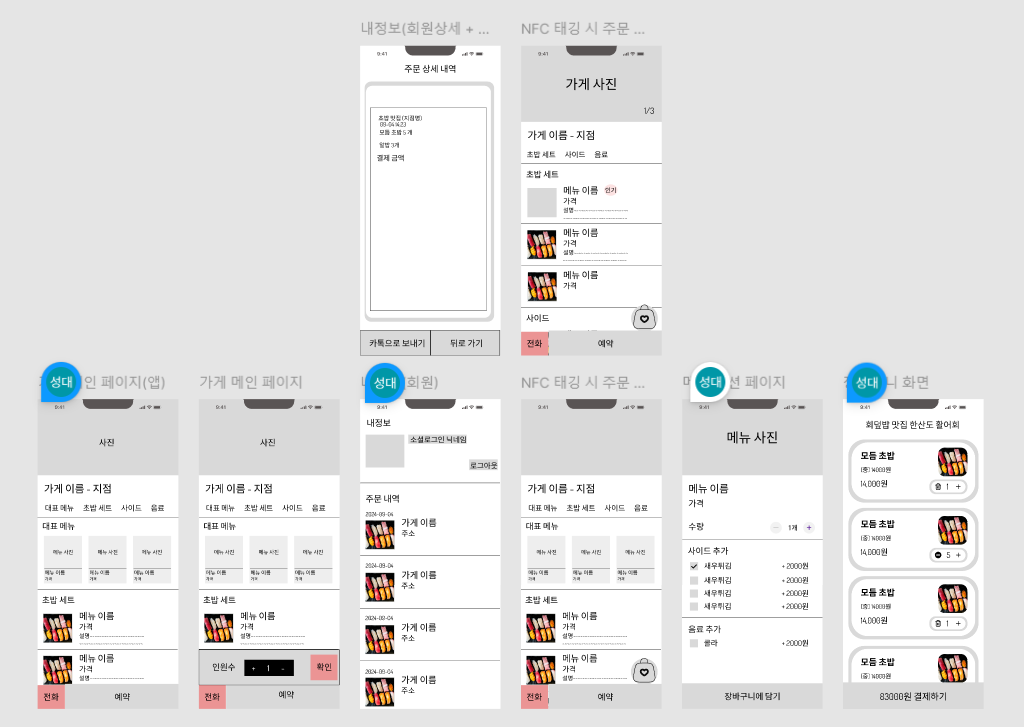 내정보(회원상세 + ...
9:41
주문 상세 내역
초밥 맛집 (지점명)
09-04 14:23
모듬 초밥 5 개
알밥 3개
결제 금액
카톡으로 보내기
뒤로 가기
NFC 태깅 시 주문 ...
9:41
가게 사진
1/3
가게 이름 - 지점
초밥 세트 사이드 음료
초밥 세트
메뉴 이름 인기
가격
설명
메뉴 이름
가격
설명
메뉴 이름
가격
사이드
전화
예약
성대
인 페이지(앱)
9:41
사진
가게 이름 - 지점
대표 메뉴 초밥 세트 사이드 음료
대표 메뉴
메뉴 사진 메뉴 사진 메뉴 사진
메뉴 이름 메뉴 이름 메뉴 이름
가격 가격 가격
초밥 세트
메뉴 이름
가격
설명
메뉴 이름
가격
설명
전화
예약
가게 메인 페이지
9:41
사진
가게 이름 - 지점
대표 메뉴 초밥 세트 사이드 음료
대표 메뉴
메뉴 사진 메뉴 사진 메뉴 사진
메뉴 이름 메뉴 이름 메뉴 이름
가격 가격 가격
초밥 세트
메뉴 이름
가격
설명
인원수
+ 1 -
확인
전화
예약
성대
회원)
9:41
내정보
소셜로그인 닉네임
로그아웃
주문 내역
2024-09-04
가게 이름
주소
2024-09-04
가게 이름
주소
2024-09-04
가게 이름
주소
2024-09-04
가게 이름
주소
NFC 태깅 시 주문 ...
9:41
가게 이름 - 지점
대표 메뉴 초밥 세트 사이드 음료
대표 메뉴
메뉴 사진 메뉴 사진 메뉴 사진
메뉴 이름 메뉴 이름 메뉴 이름
가격 가격 가격
초밥 세트
메뉴 이름
가격
설명
메뉴 이름
가격
설명
전화
예약
성대
션 페이지
9:41
메뉴 사진
메뉴 이름
가격
수량
− 1개 +
사이드 추가
새우튀김 +2000원
새우튀김 +2000원
새우튀김 +2000원
새우튀김 +2000원
음료 추가
콜라 +2000원
장바구니에 담기
성대
니 화면
9:41
회덮밥 맛집 한산도 활어회
모듬 초밥
(중) 14000원
14,000원
1 +
모듬 초밥
(중) 14000원
14,000원
5 +
모듬 초밥
(중) 14000원
14,000원
1 +
모듬 초밥
(중) 14000원
83000원 결제하기